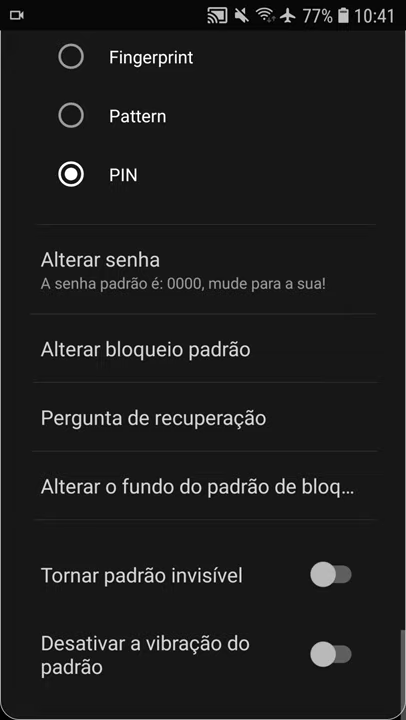 77% 10:41
Fingerprint
Pattern
PIN
Alterar senha
A senha padrão é: 0000, mude para a sua!
Alterar bloqueio padrão
Pergunta de recuperação
Alterar o fundo do padrão de bloq...
Tornar padrão invisível
Desativar a vibração do
padrão